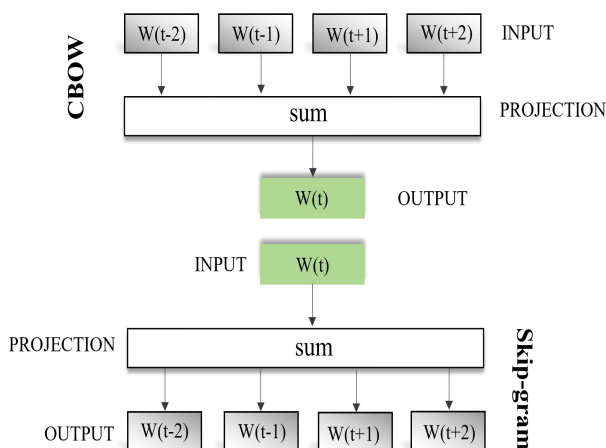 CBOW
W(t-2) W(t-1) W(t+1) W(t+2) INPUT
sum PROJECTION
W(t) OUTPUT
INPUT W(t)
PROJECTION sum
Skip-gram
OUTPUT W(t-2) W(t-1) W(t+1) W(t+2)